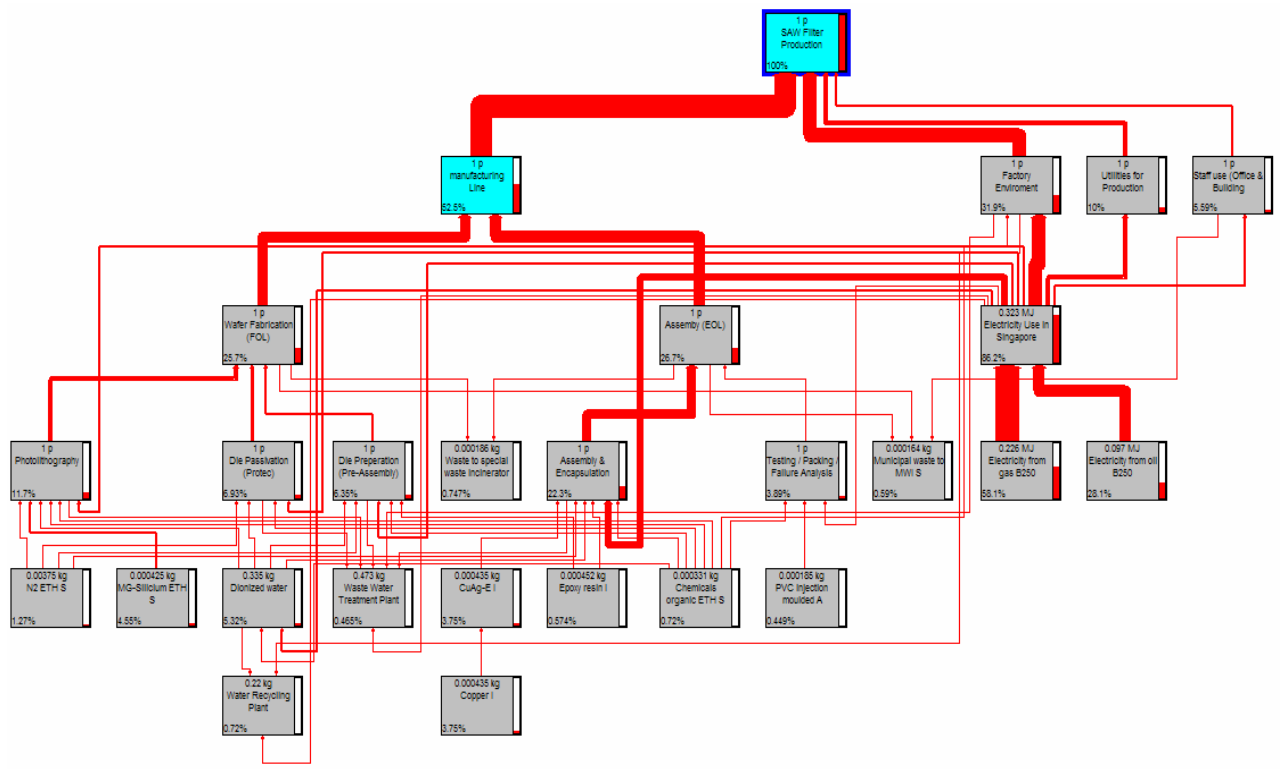 1 p
SAW Filter
Production
100%
1 p
manufacturing
Line
52.5%
1 p
Factory
Enviroment
31.9%
1 p
Utilities for
Production
10%
1 p
Staff use (Office &
Building
5.59%
1 p
Wafer Fabrication
(FOL)
25.7%
1 p
Assemby (EOL)
26.7%
0.323 MJ
Electricity Use in
Singapore
86.2%
1 p
Photolithography
11.7%
1 p
Die Passivation
(Protec)
6.93%
1 p
Die Preperation
(Pre-Assembly)
6.35%
0.000186 kg
Waste to special
waste incinerator
0.747%
1 p
Assembly &
Encapsulation
22.3%
1 p
Testing / Packing /
Failure Analysis
3.89%
0.000164 kg
Municipal waste to
MWI S
0.59%
0.226 MJ
Electricity from
gas B250
58.1%
0.097 MJ
Electricity from oil
B250
28.1%
0.00375 kg
N2 ETH S
1.27%
0.000425 kg
MG-Silicium ETH
S
4.55%
0.335 kg
Dionized water
5.32%
0.473 kg
Waste Water
Treatment Plant
0.465%
0.000435 kg
CuAg-E I
3.75%
0.000452 kg
Epoxy resin I
0.574%
0.000331 kg
Chemicals
organic ETH S
0.72%
0.000185 kg
PVC injection
moulded A
0.449%
0.22 kg
Water Recycling
Plant
0.72%
0.000435 kg
Copper I
3.75%